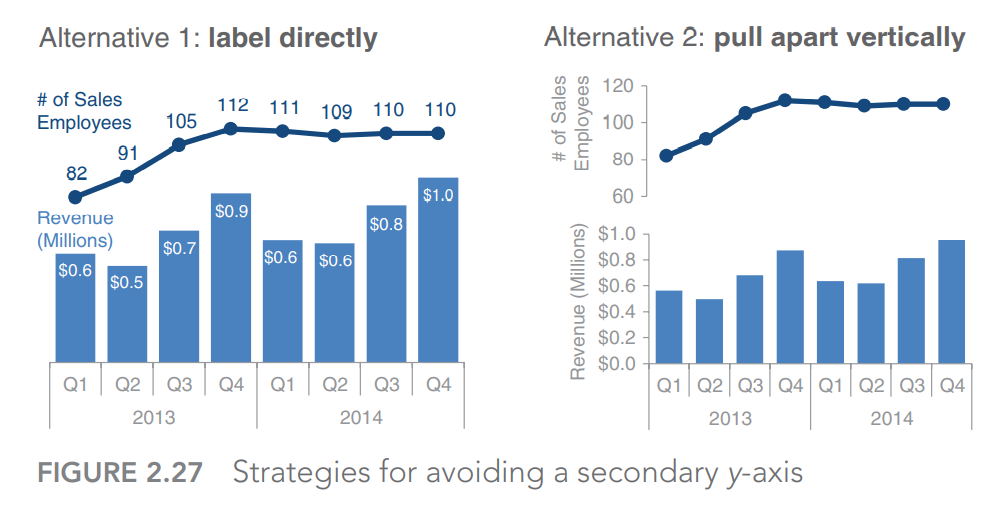 Alternative 1: label directly
# of Sales
Employees
82
91
105
112
111
109
110
110
Revenue
(Millions)
$0.6
$0.5
$0.7
$0.9
$0.6
$0.6
$0.8
$1.0
Q1 Q2 Q3 Q4 Q1 Q2 Q3 Q4
2013 2014
Alternative 2: pull apart vertically
# of Sales
Employees
120
100
80
60
Revenue (Millions)
$1.0
$0.8
$0.6
$0.4
$0.2
$0.0
Q1 Q2 Q3 Q4 Q1 Q2 Q3 Q4
2013 2014
FIGURE 2.27 Strategies for avoiding a secondary y-axis